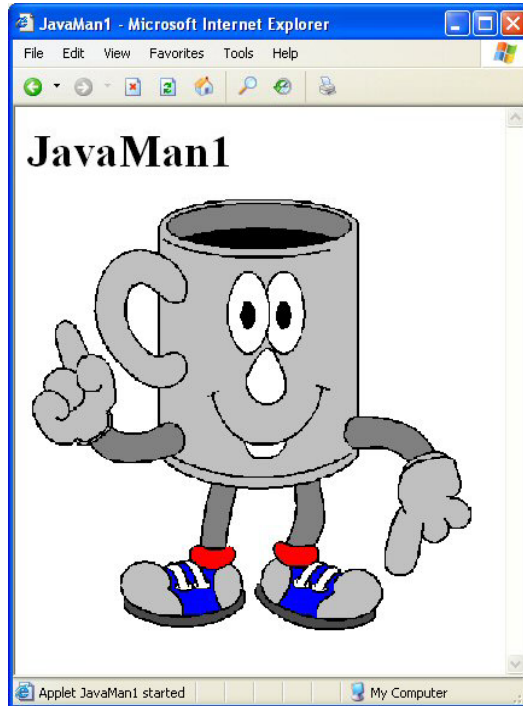 JavaMan1 - Microsoft Internet Explorer
File Edit View Favorites Tools Help
JavaMan1
Applet JavaMan1 started My Computer